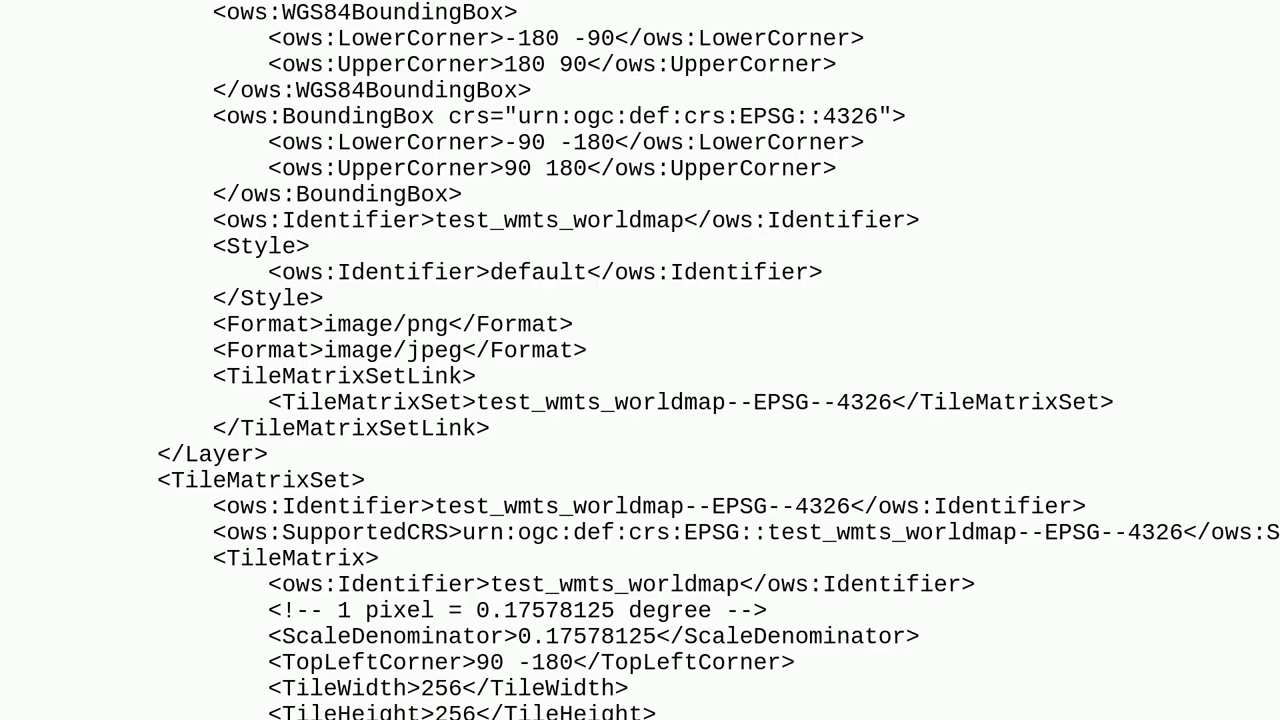 <ows:WGS84BoundingBox>
<ows:LowerCorner>-180 -90</ows:LowerCorner>
<ows:UpperCorner>180 90</ows:UpperCorner>
</ows:WGS84BoundingBox>
<ows:BoundingBox crs="urn:ogc:def:crs:EPSG::4326">
<ows:LowerCorner>-90 -180</ows:LowerCorner>
<ows:UpperCorner>90 180</ows:UpperCorner>
</ows:BoundingBox>
<ows:Identifier>test_wmts_worldmap</ows:Identifier>
<Style>
<ows:Identifier>default</ows:Identifier>
</Style>
<Format>image/png</Format>
<Format>image/jpeg</Format>
<TileMatrixSetLink>
<TileMatrixSet>test_wmts_worldmap--EPSG--4326</TileMatrixSet>
</TileMatrixSetLink>
</Layer>
<TileMatrixSet>
<ows:Identifier>test_wmts_worldmap--EPSG--4326</ows:Identifier>
<ows:SupportedCRS>urn:ogc:def:crs:EPSG::test_wmts_worldmap--EPSG--4326</ows:S
<TileMatrix>
<ows:Identifier>test_wmts_worldmap</ows:Identifier>
<!-- 1 pixel = 0.17578125 degree -->
<ScaleDenominator>0.17578125</ScaleDenominator>
<TopLeftCorner>90 -180</TopLeftCorner>
<TileWidth>256</TileWidth>
<TileHeight>256</TileHeight>